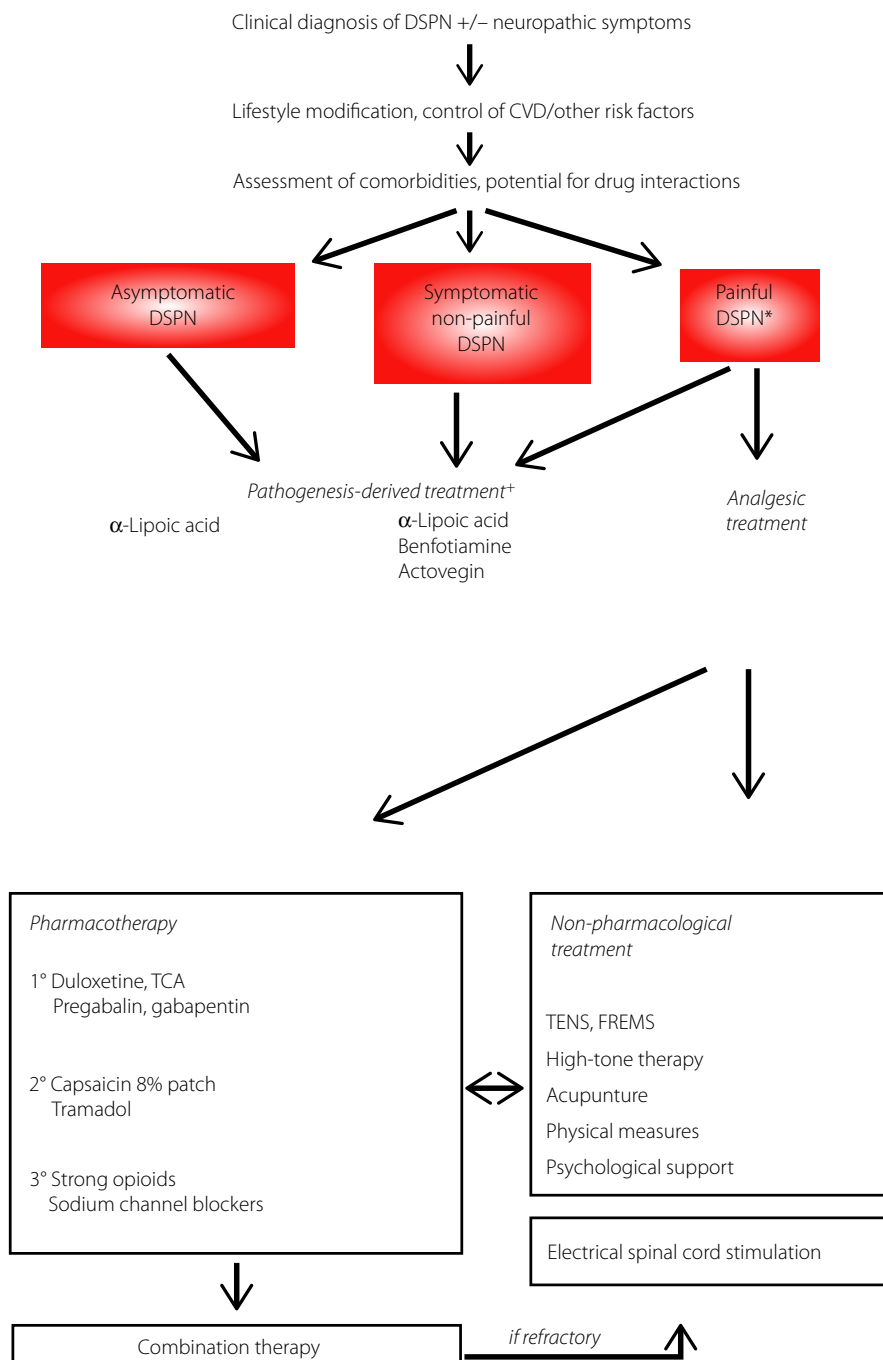 Clinical diagnosis of DSPN +/– neuropathic symptoms
Lifestyle modification, control of CVD/other risk factors
Assessment of comorbidities, potential for drug interactions
Asymptomatic
DSPN
Symptomatic
non-painful
DSPN
Painful
DSPN*
Pathogenesis-derived treatment⁺
α-Lipoic acid
α-Lipoic acid
Benfotiamine
Actovegin
Analgesic
treatment
Pharmacotherapy
1° Duloxetine, TCA
Pregabalin, gabapentin
2° Capsaicin 8% patch
Tramadol
3° Strong opioids
Sodium channel blockers
Non-pharmacological
treatment
TENS, FREMS
High-tone therapy
Acupunture
Physical measures
Psychological support
Electrical spinal cord stimulation
Combination therapy
if refractory